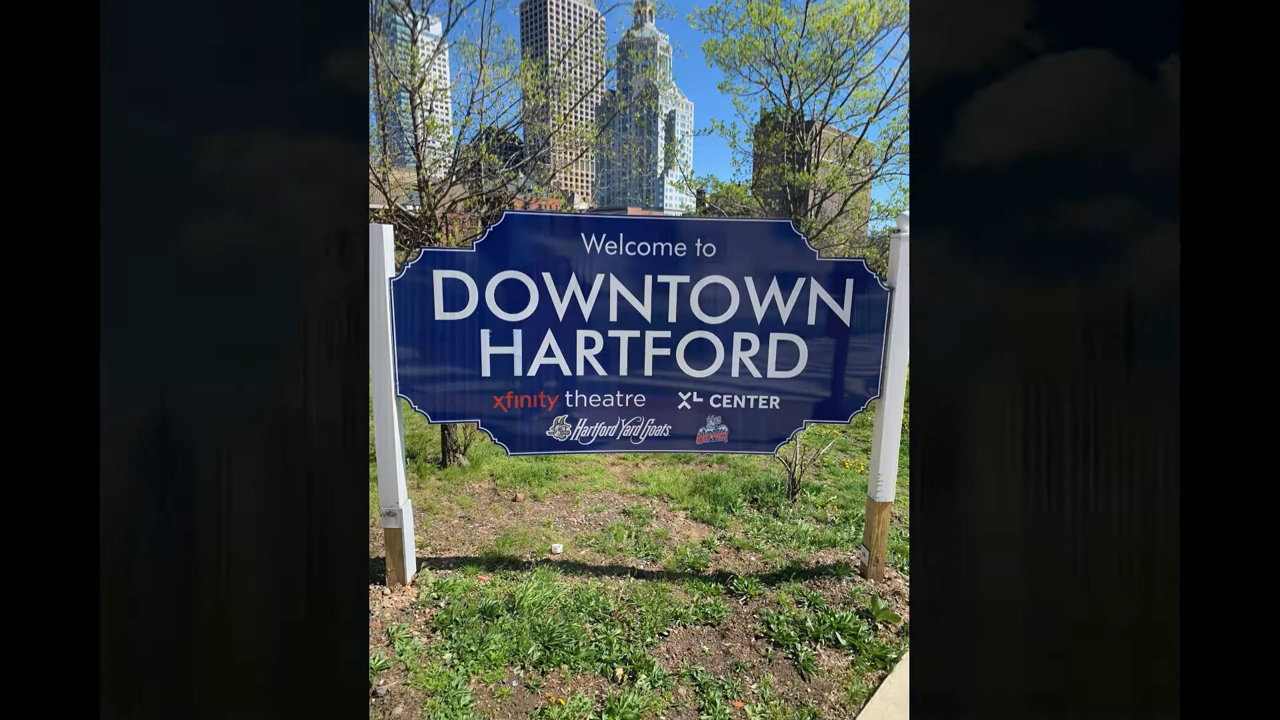 Welcome to
DOWNTOWN
HARTFORD
xfinity theatre XL CENTER
Hartford Yard Goats